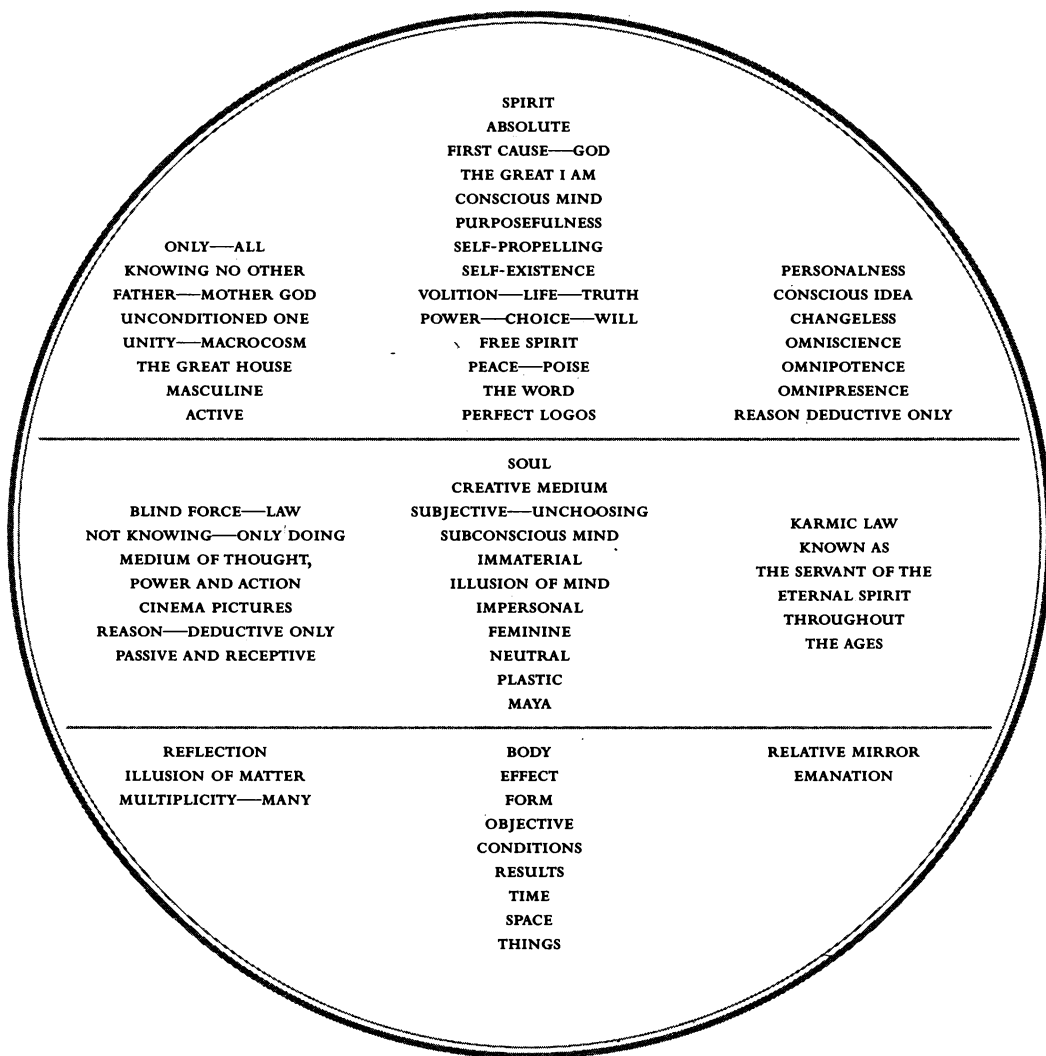 ONLY—ALL
KNOWING NO OTHER
FATHER—MOTHER GOD
UNCONDITIONED ONE
UNITY—MACROCOSM
THE GREAT HOUSE
MASCULINE
ACTIVE
SPIRIT
ABSOLUTE
FIRST CAUSE—GOD
THE GREAT I AM
CONSCIOUS MIND
PURPOSEFULNESS
SELF-PROPELLING
SELF-EXISTENCE
VOLITION—LIFE—TRUTH
POWER—CHOICE—WILL
FREE SPIRIT
PEACE—POISE
THE WORD
PERFECT LOGOS
PERSONALNESS
CONSCIOUS IDEA
CHANGELESS
OMNISCIENCE
OMNIPOTENCE
OMNIPRESENCE
REASON DEDUCTIVE ONLY
BLIND FORCE—LAW
NOT KNOWING—ONLY DOING
MEDIUM OF THOUGHT,
POWER AND ACTION
CINEMA PICTURES
REASON—DEDUCTIVE ONLY
PASSIVE AND RECEPTIVE
SOUL
CREATIVE MEDIUM
SUBJECTIVE—UNCHOOSING
SUBCONSCIOUS MIND
IMMATERIAL
ILLUSION OF MIND
IMPERSONAL
FEMININE
NEUTRAL
PLASTIC
MAYA
KARMIC LAW
KNOWN AS
THE SERVANT OF THE
ETERNAL SPIRIT
THROUGHOUT
THE AGES
REFLECTION
ILLUSION OF MATTER
MULTIPLICITY—MANY
BODY
EFFECT
FORM
OBJECTIVE
CONDITIONS
RESULTS
TIME
SPACE
THINGS
RELATIVE MIRROR
EMANATION